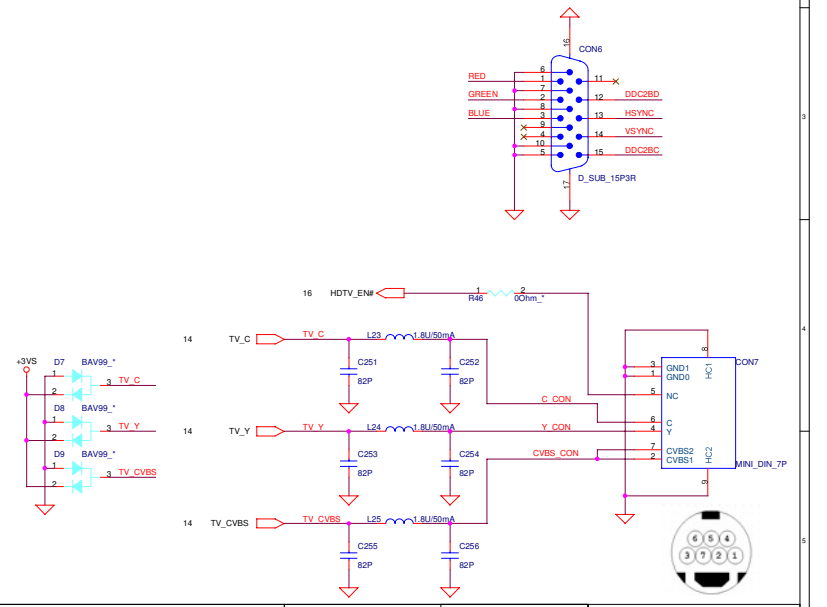 16
CON6
6
RED 1 11
7
GREEN 2 12 DDC2BD
8
BLUE 3 13 HSYNC
9
4 14 VSYNC
10
5 15 DDC2BC
17 D_SUB_15P3R
3
16 HDTV_EN# 1 R46 2 0Ohm_*
4
14 TV_C TV_C L23 1.8U/50mA
C251 82P
C252 82P
+3VS
D7 BAV99_*
1
2
3 TV_C
D8 BAV99_*
1
2
3 TV_Y
D9 BAV99_*
1
2
3 TV_CVBS
14 TV_Y TV_Y L24 1.8U/50mA
C253 82P
C254 82P
14 TV_CVBS TV_CVBS L25 1.8U/50mA
C255 82P
C256 82P
C_CON
Y_CON
CVBS_CON
8
CON7
3 GND1
1 GND0
HC1
5 NC
6 C
4 Y
7 CVBS2
2 CVBS1
HC2
MINI_DIN_7P
9
6 5 4
3 7 2 1
5